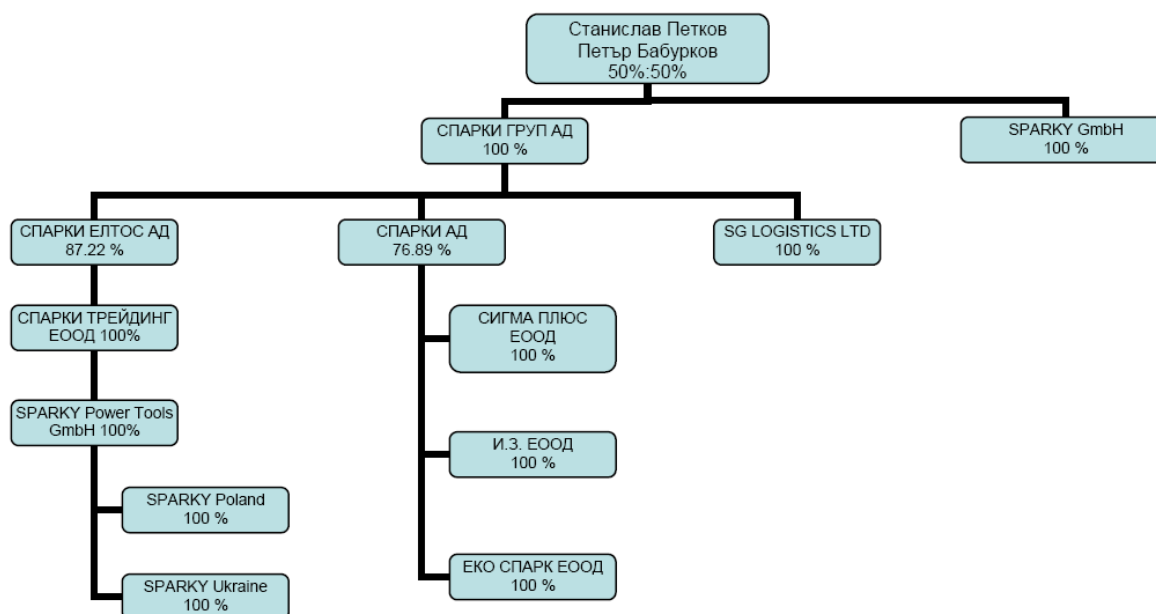 Станислав Петков
Петър Бабурков
50%:50%
СПАРКИ ГРУП АД
100 %
SPARKY GmbH
100 %
СПАРКИ ЕЛТОС АД
87.22 %
СПАРКИ АД
76.89 %
SG LOGISTICS LTD
100 %
СПАРКИ ТРЕЙДИНГ
ЕООД 100%
СИГМА ПЛЮС
ЕООД
100 %
SPARKY Power Tools
GmbH 100%
И.З. ЕООД
100 %
SPARKY Poland
100 %
ЕКО СПАРК ЕООД
100 %
SPARKY Ukraine
100 %